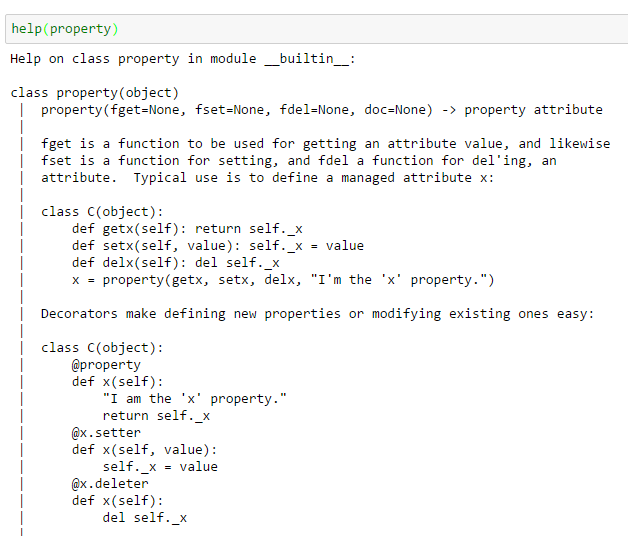 help(property)
Help on class property in module __builtin__:
class property(object)
 |  property(fget=None, fset=None, fdel=None, doc=None) -> property attribute
 |
 |  fget is a function to be used for getting an attribute value, and likewise
 |  fset is a function for setting, and fdel a function for del'ing, an
 |  attribute.  Typical use is to define a managed attribute x:
 |
 |  class C(object):
 |      def getx(self): return self._x
 |      def setx(self, value): self._x = value
 |      def delx(self): del self._x
 |      x = property(getx, setx, delx, "I'm the 'x' property.")
 |
 |  Decorators make defining new properties or modifying existing ones easy:
 |
 |  class C(object):
 |      @property
 |      def x(self):
 |          "I am the 'x' property."
 |          return self._x
 |      @x.setter
 |      def x(self, value):
 |          self._x = value
 |      @x.deleter
 |      def x(self):
 |          del self._x
 |